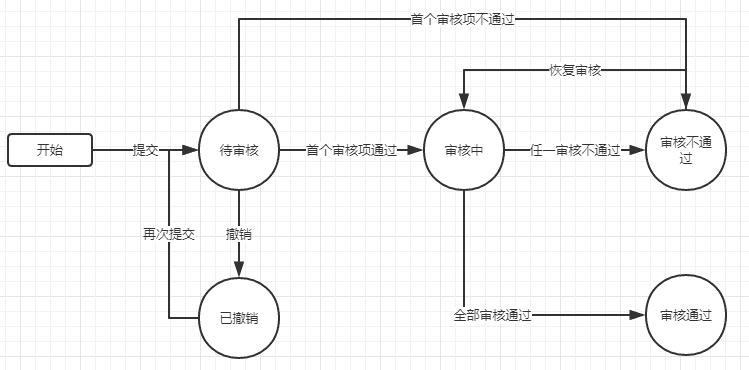 首个审核项不通过
恢复审核
开始
提交
待审核
首个审核项通过
审核中
任一审核不通过
审核不通
过
再次提交
撤销
已撤销
全部审核通过
审核通过